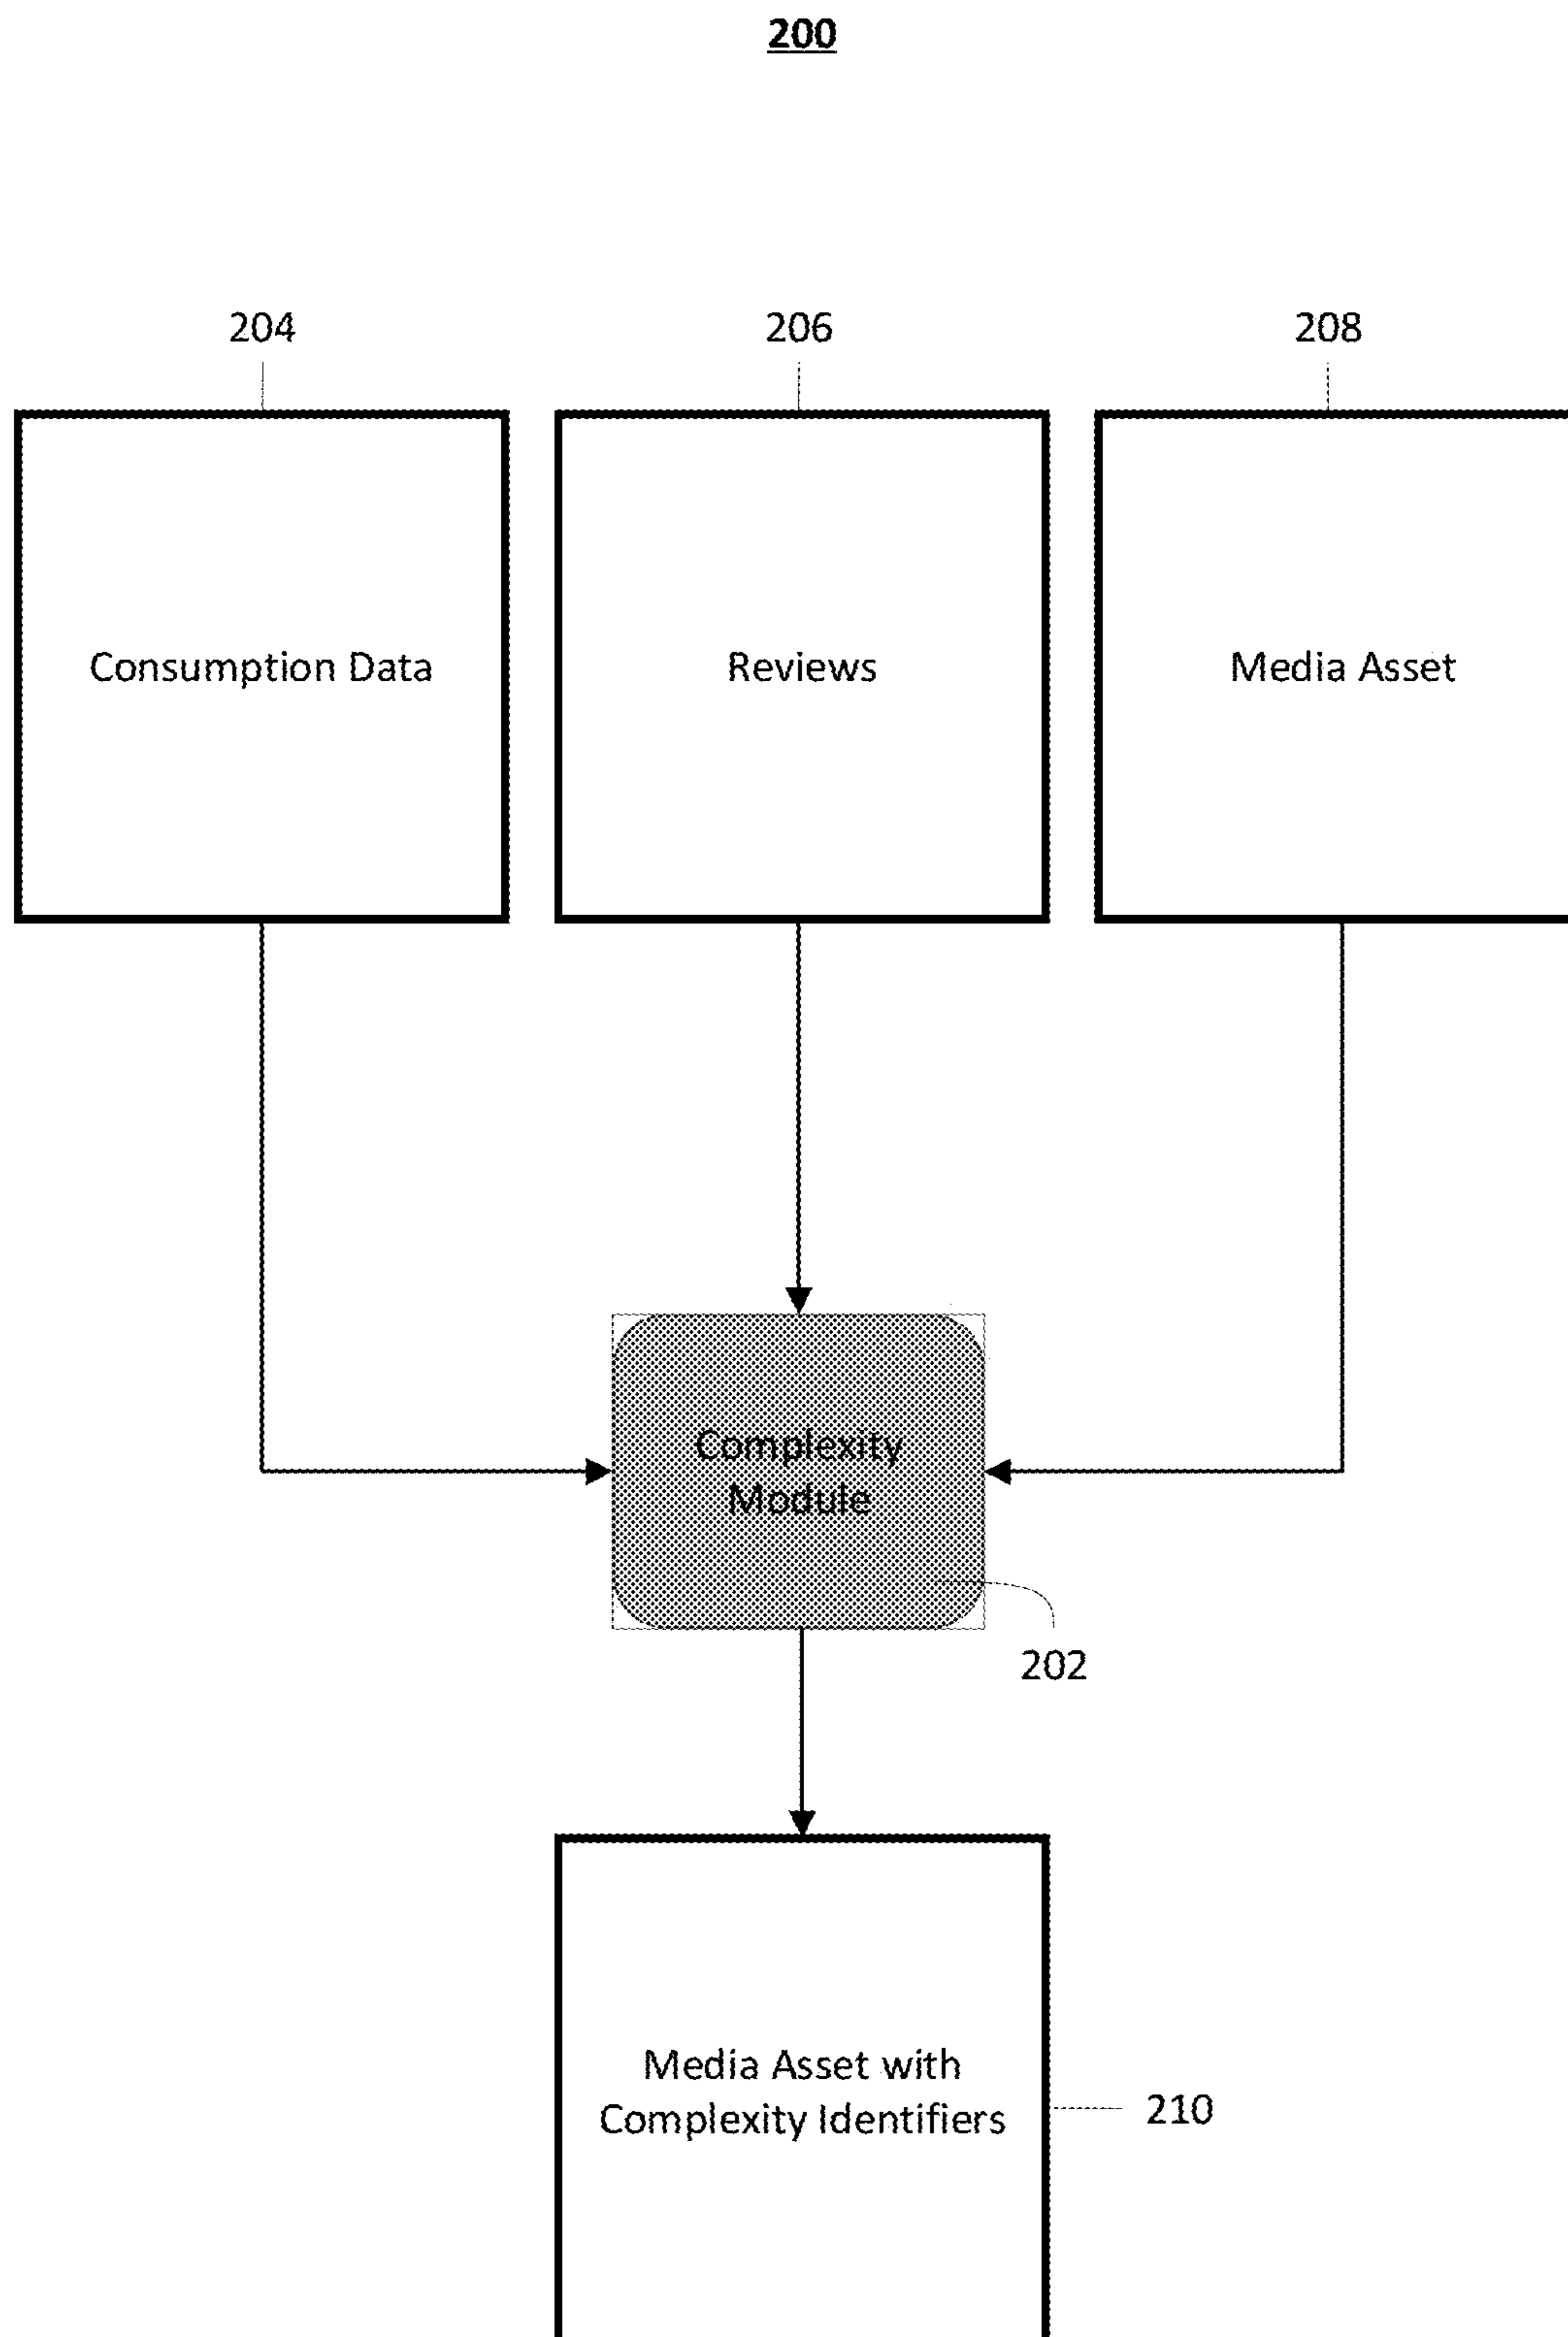 200
204
206
208
Consumption Data
Reviews
Media Asset
Complexity
Module
202
Media Asset with
Complexity Identifiers
210